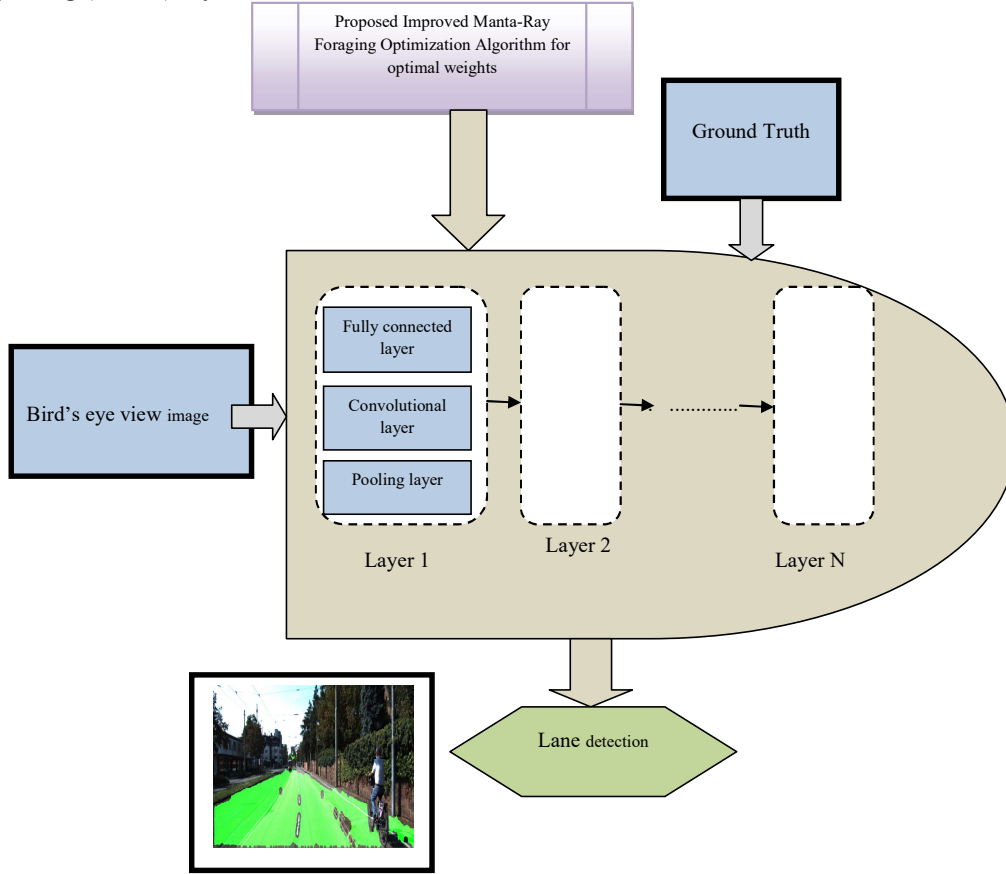 Proposed Improved Manta-Ray
Foraging Optimization Algorithm for
optimal weights
Ground Truth
Bird’s eye view image
Fully connected
layer
Convolutional
layer
Pooling layer
.............
Layer 1
Layer 2
Layer N
Lane detection